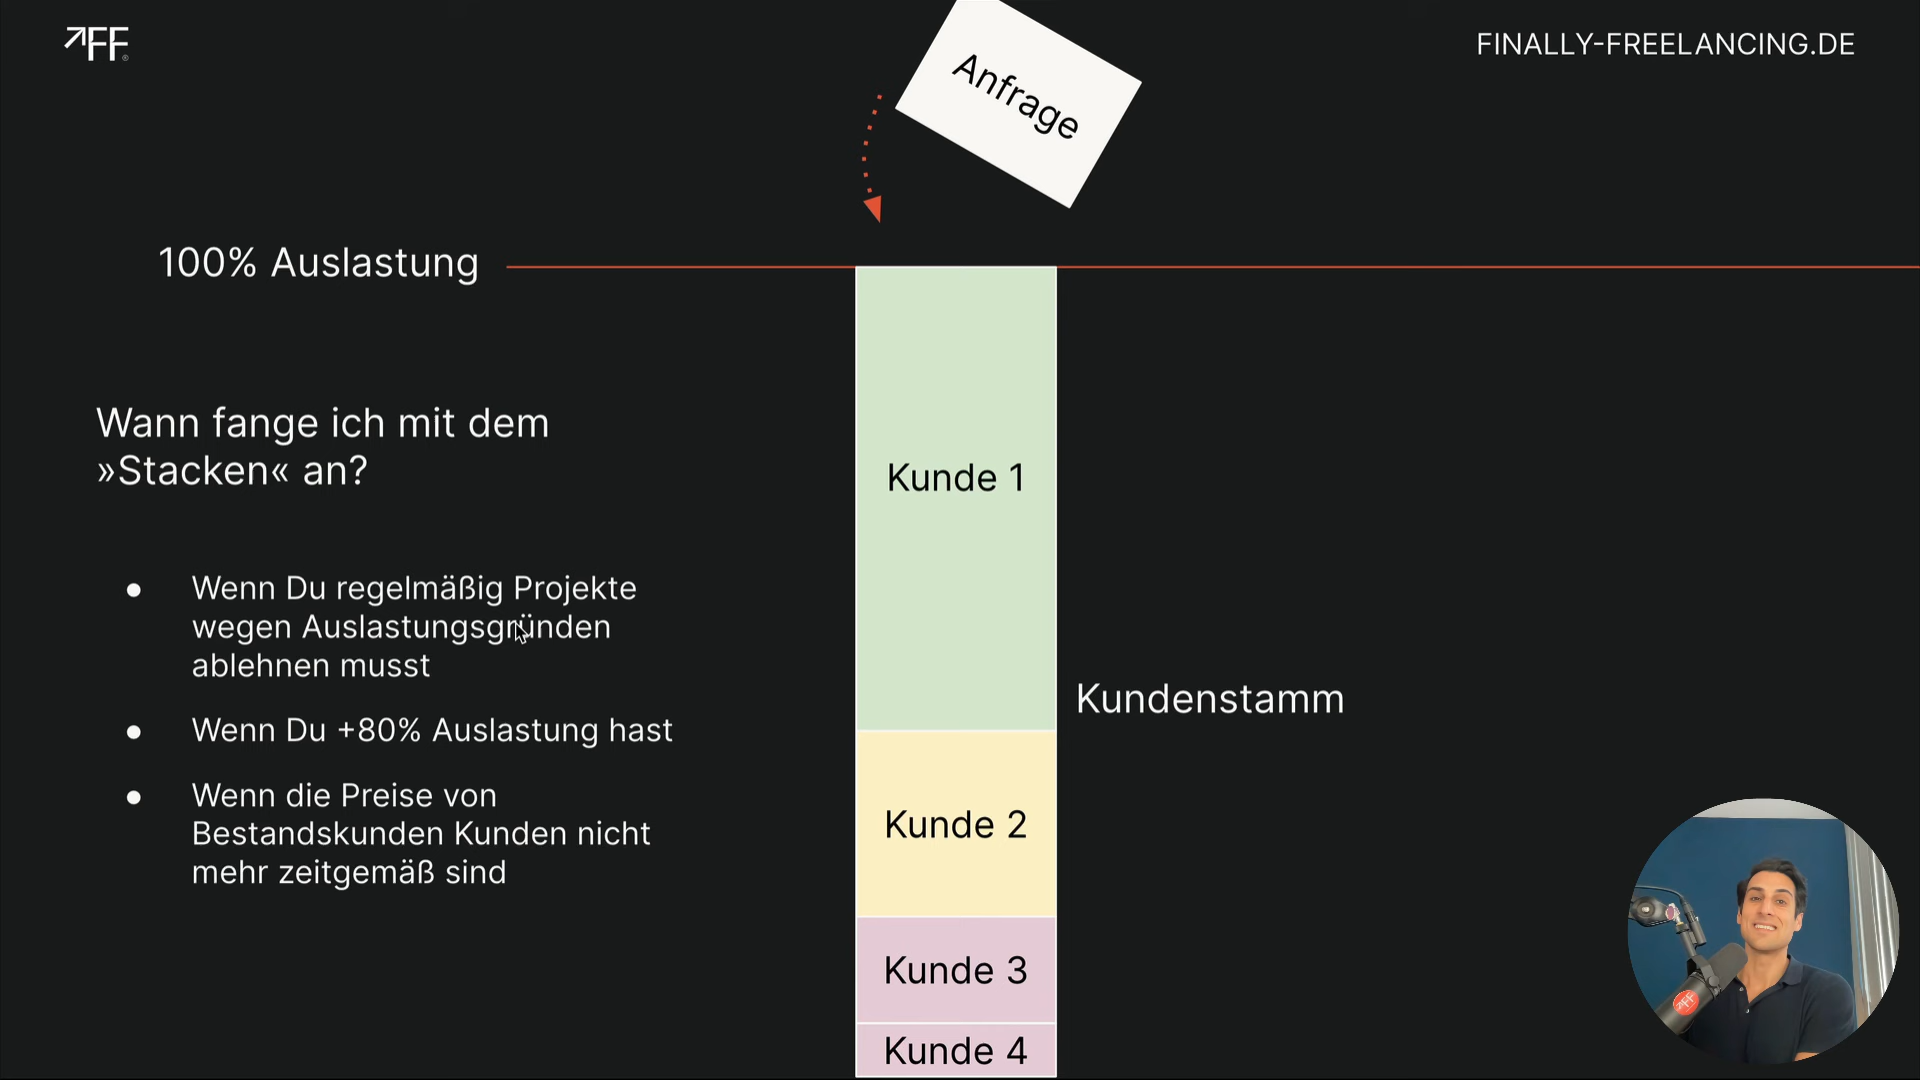 FF
FINALLY-FREELANCING.DE
Anfrage
100% Auslastung
Wann fange ich mit dem
»Stacken« an?
● Wenn Du regelmäßig Projekte
wegen Auslastungsgründen
ablehnen musst
● Wenn Du +80% Auslastung hast
● Wenn die Preise von
Bestandskunden Kunden nicht
mehr zeitgemäß sind
Kunde 1
Kundenstamm
Kunde 2
Kunde 3
Kunde 4
FF